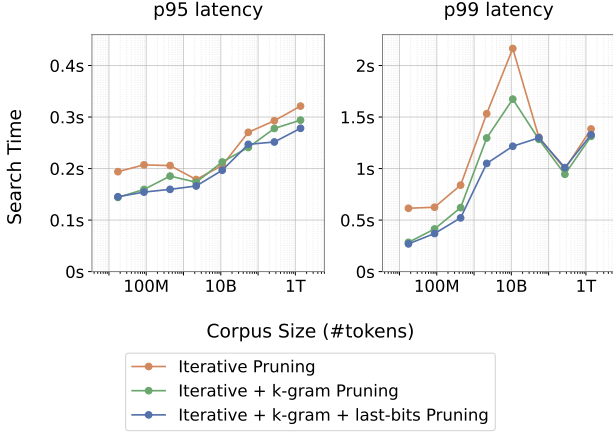 p95 latency
p99 latency
Search Time
0.4s
0.3s
0.2s
0.1s
0s
100M
10B
1T
2s
1.5s
1s
0.5s
0s
100M
10B
1T
Corpus Size (#tokens)
Iterative Pruning
Iterative + k-gram Pruning
Iterative + k-gram + last-bits Pruning